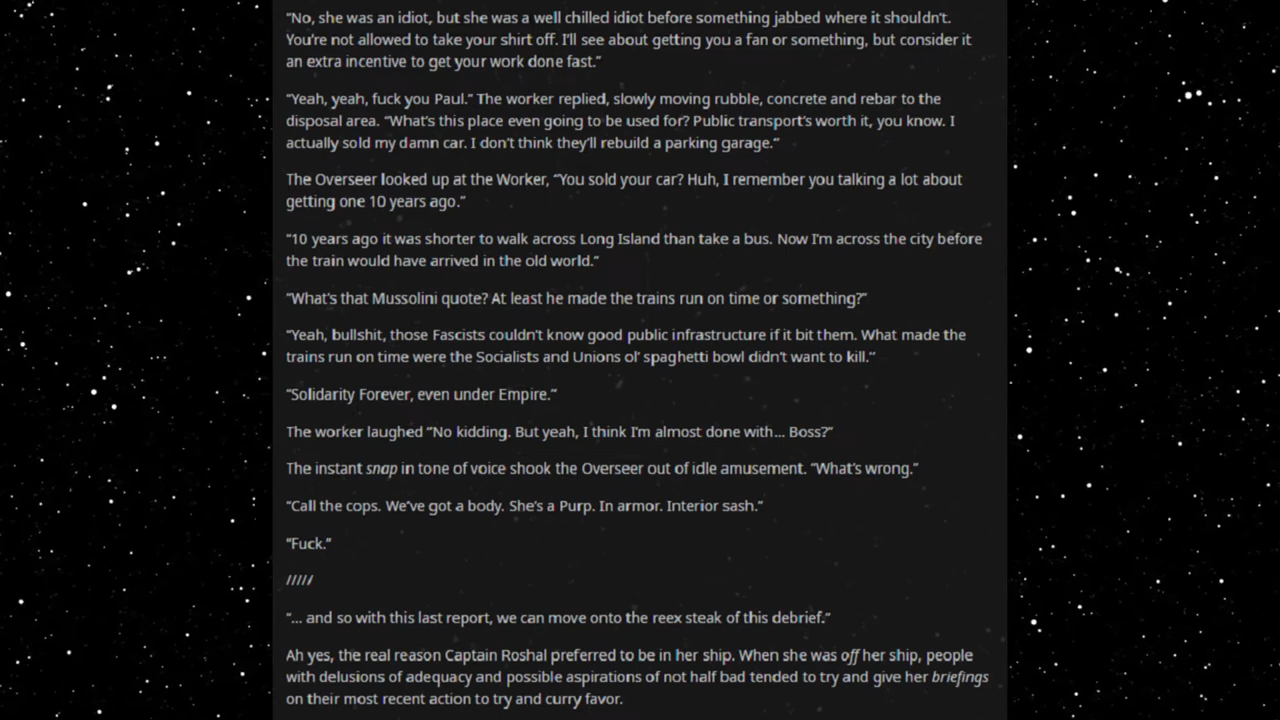 “No, she was an idiot, but she was a well chilled idiot before something jabbed where it shouldn’t.
You’re not allowed to take your shirt off. I’ll see about getting you a fan or something, but consider it
an extra incentive to get your work done fast.”
“Yeah, yeah, fuck you Paul.” The worker replied, slowly moving rubble, concrete and rebar to the
disposal area. “What’s this place even going to be used for? Public transport’s worth it, you know. I
actually sold my damn car. I don’t think they’ll rebuild a parking garage.”
The Overseer looked up at the Worker, “You sold your car? Huh, I remember you talking a lot about
getting one 10 years ago.”
“10 years ago it was shorter to walk across Long Island than take a bus. Now I’m across the city before
the train would have arrived in the old world.”
“What’s that Mussolini quote? At least he made the trains run on time or something?”
“Yeah, bullshit, those Fascists couldn’t know good public infrastructure if it bit them. What made the
trains run on time were the Socialists and Unions ol’ spaghetti bowl didn’t want to kill.”
“Solidarity Forever, even under Empire.”
The worker laughed “No kidding. But yeah, I think I’m almost done with... Boss?”
The instant snap in tone of voice shook the Overseer out of idle amusement. “What’s wrong.”
“Call the cops. We’ve got a body. She’s a Purp. In armor. Interior sash.”
“Fuck.”
/////
“... and so with this last report, we can move onto the reex steak of this debrief.”
Ah yes, the real reason Captain Roshal preferred to be in her ship. When she was off her ship, people
with delusions of adequacy and possible aspirations of not half bad tended to try and give her briefings
on their most recent action to try and curry favor.